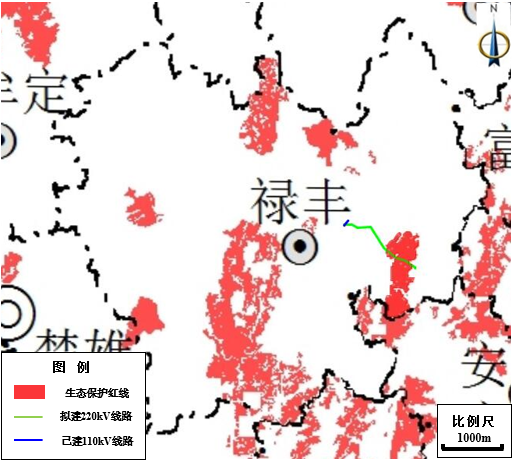 N
牟定
富
禄丰
楚雄
安
图 例
生态保护红线
拟建220kV线路
已建110kV线路
比例尺
1000m